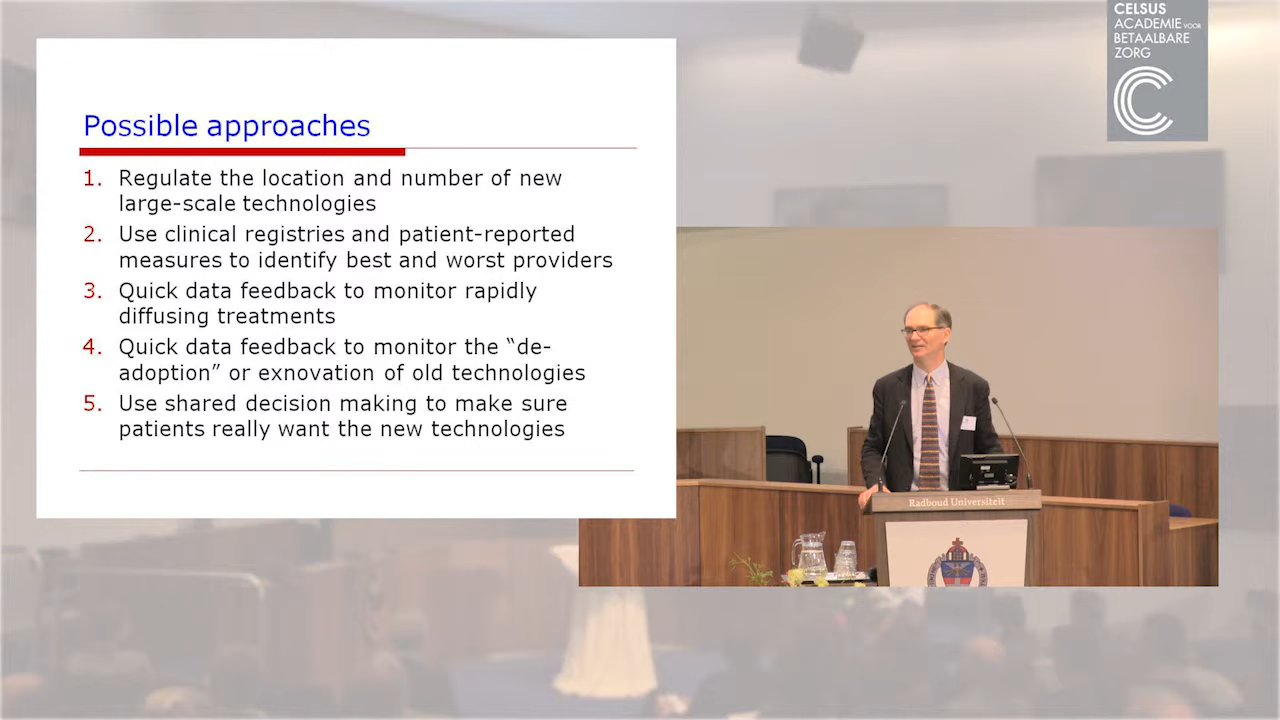 CELSUS
ACADEMIE VOOR
BETAALBARE
ZORG
Possible approaches
1. Regulate the location and number of new
large-scale technologies
2. Use clinical registries and patient-reported
measures to identify best and worst providers
3. Quick data feedback to monitor rapidly
diffusing treatments
4. Quick data feedback to monitor the “de-
adoption” or exnovation of old technologies
5. Use shared decision making to make sure
patients really want the new technologies
Radboud Universiteit